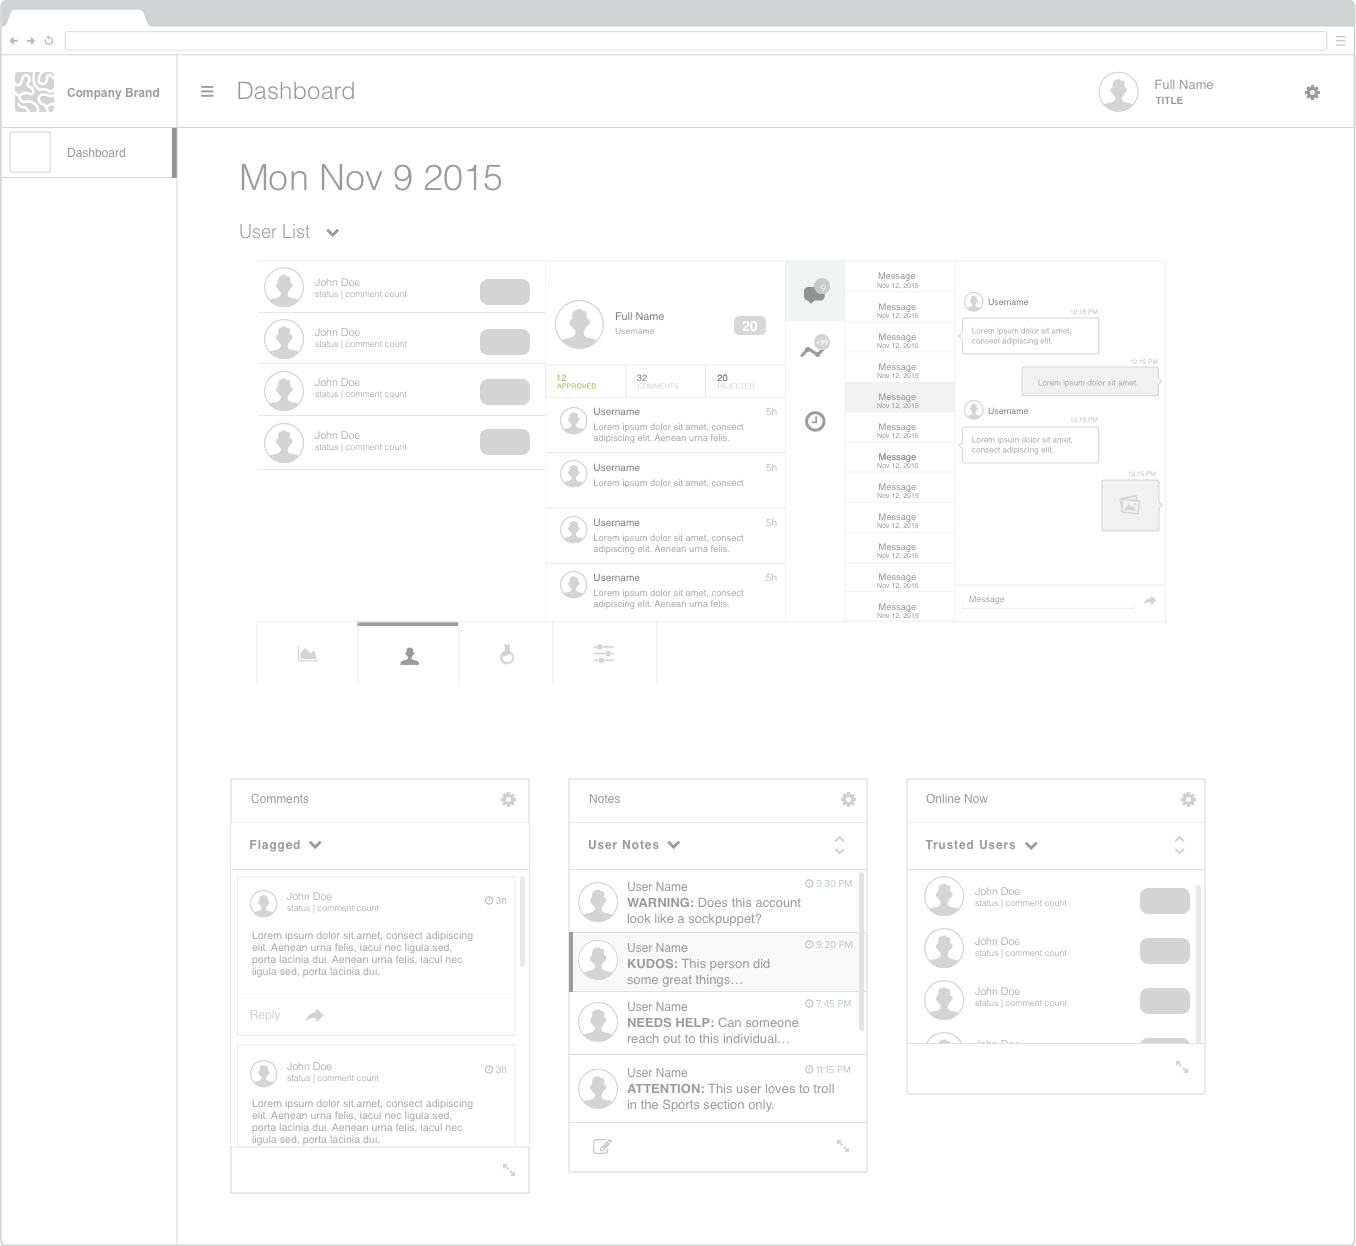 Company Brand
Dashboard
Full Name
TITLE
Dashboard
Mon Nov 9 2015
User List
John Doe
status | comment count
John Doe
status | comment count
John Doe
status | comment count
John Doe
status | comment count
Full Name
Username
20
12
APPROVED
32
COMMENTS
20
REJECTED
Username
5h
Lorem ipsum dolor sit amet, consect
adipiscing elit. Aenean urna felis.
Username
5h
Lorem ipsum dolor sit amet, consect
Username
5h
Lorem ipsum dolor sit amet, consect
adipiscing elit. Aenean urna felis.
Username
5h
Lorem ipsum dolor sit amet, consect
adipiscing elit. Aenean urna felis.
Message
Nov 12, 2015
Message
Nov 12, 2015
Message
Nov 12, 2015
Message
Nov 12, 2015
Message
Nov 12, 2015
Message
Nov 12, 2015
Message
Nov 12, 2015
Message
Nov 12, 2015
Message
Nov 12, 2015
Message
Nov 12, 2015
Message
Nov 12, 2015
Message
Nov 12, 2015
Username
12:15 PM
Lorem ipsum dolor sit amet,
consect adipiscing elit.
12:15 PM
Lorem ipsum dolor sit amet.
Username
12:15 PM
Lorem ipsum dolor sit amet,
consect adipiscing elit.
12:15 PM
Message
Comments
Flagged
John Doe
status | comment count
3h
Lorem ipsum dolor sit amet, consect adipiscing
elit. Aenean urna felis, iacul nec ligula sed,
porta lacinia dui. Aenean urna felis, iacul nec
ligula sed, porta lacinia dui.
Reply
John Doe
status | comment count
3h
Lorem ipsum dolor sit amet, consect adipiscing
elit. Aenean urna felis, iacul nec ligula sed,
porta lacinia dui. Aenean urna felis, iacul nec
ligula sed, porta lacinia dui.
Notes
User Notes
User Name
9:30 PM
WARNING: Does this account
look like a sockpuppet?
User Name
9:20 PM
KUDOS: This person did
some great things...
User Name
7:45 PM
NEEDS HELP: Can someone
reach out to this individual...
User Name
11:15 PM
ATTENTION: This user loves to troll
in the Sports section only.
Online Now
Trusted Users
John Doe
status | comment count
John Doe
status | comment count
John Doe
status | comment count
John Doe